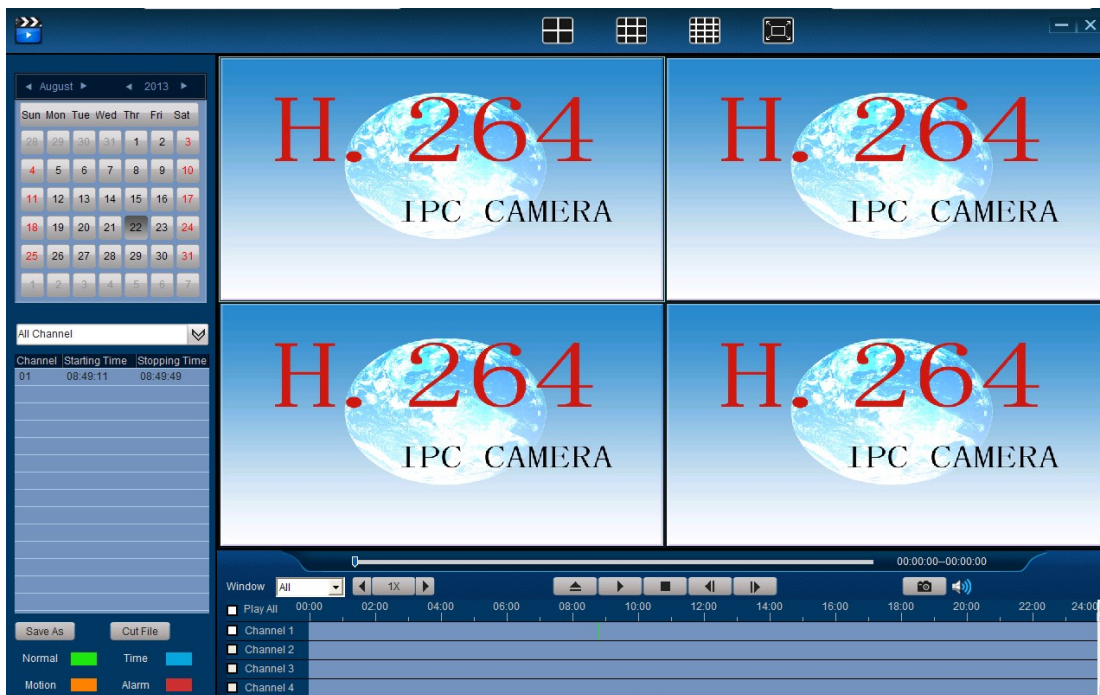 August 2013
Sun Mon Tue Wed Thr Fri Sat
28 29 30 31 1 2 3
4 5 6 7 8 9 10
11 12 13 14 15 16 17
18 19 20 21 22 23 24
25 26 27 28 29 30 31
1 2 3 4 5 6 7
All Channel
Channel Starting Time Stopping Time
01 08:49:11 08:49:49
Save As Cut File
Normal Time
Motion Alarm
H.264
IPC CAMERA
H.264
IPC CAMERA
H.264
IPC CAMERA
H.264
IPC CAMERA
00:00:00--00:00:00
Window All 1X
Play All 00:00 02:00 04:00 06:00 08:00 10:00 12:00 14:00 16:00 18:00 20:00 22:00 24:00
Channel 1
Channel 2
Channel 3
Channel 4